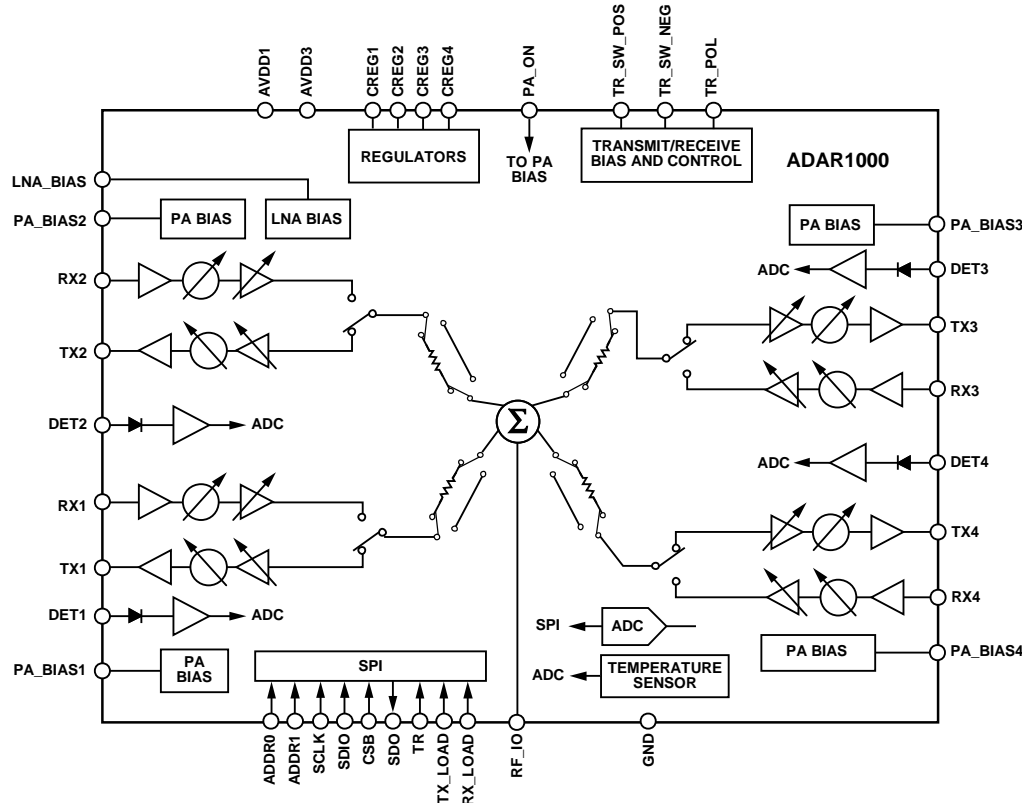 AVDD1
AVDD3
CREG1
CREG2
CREG3
CREG4
PA_ON
TR_SW_POS
TR_SW_NEG
TR_POL
REGULATORS
TO PA
BIAS
TRANSMIT/RECEIVE
BIAS AND CONTROL
ADAR1000
LNA_BIAS
PA_BIAS2
PA BIAS
LNA BIAS
PA BIAS
PA_BIAS3
RX2
ADC
DET3
TX2
TX3
RX3
DET2
ADC
Σ
ADC
DET4
RX1
TX4
TX1
RX4
DET1
ADC
SPI
ADC
PA_BIAS1
PA
BIAS
SPI
ADC
TEMPERATURE
SENSOR
PA BIAS
PA_BIAS4
ADDR0
ADDR1
SCLK
SDIO
CSB
SDO
TR
TX_LOAD
RX_LOAD
RF_IO
GND